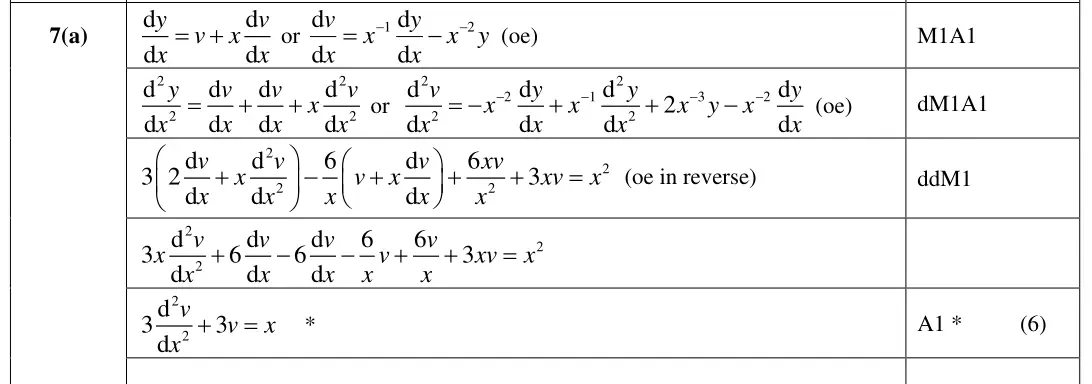 7(a) dy/dx = v + x dv/dx or dv/dx = x⁻¹ dy/dx − x⁻² y (oe) M1A1
d²y/dx² = dv/dx + dv/dx + x d²v/dx² or d²v/dx² = −x⁻² dy/dx + x⁻¹ d²y/dx² + 2x⁻³ y − x⁻² dy/dx (oe) dM1A1
3(2 dv/dx + x d²v/dx²) − 6/x (v + x dv/dx) + 6xv/x² + 3xv = x² (oe in reverse) ddM1
3x d²v/dx² + 6 dv/dx − 6 dv/dx − 6/x v + 6v/x + 3xv = x²
3 d²v/dx² + 3v = x * A1 * (6)